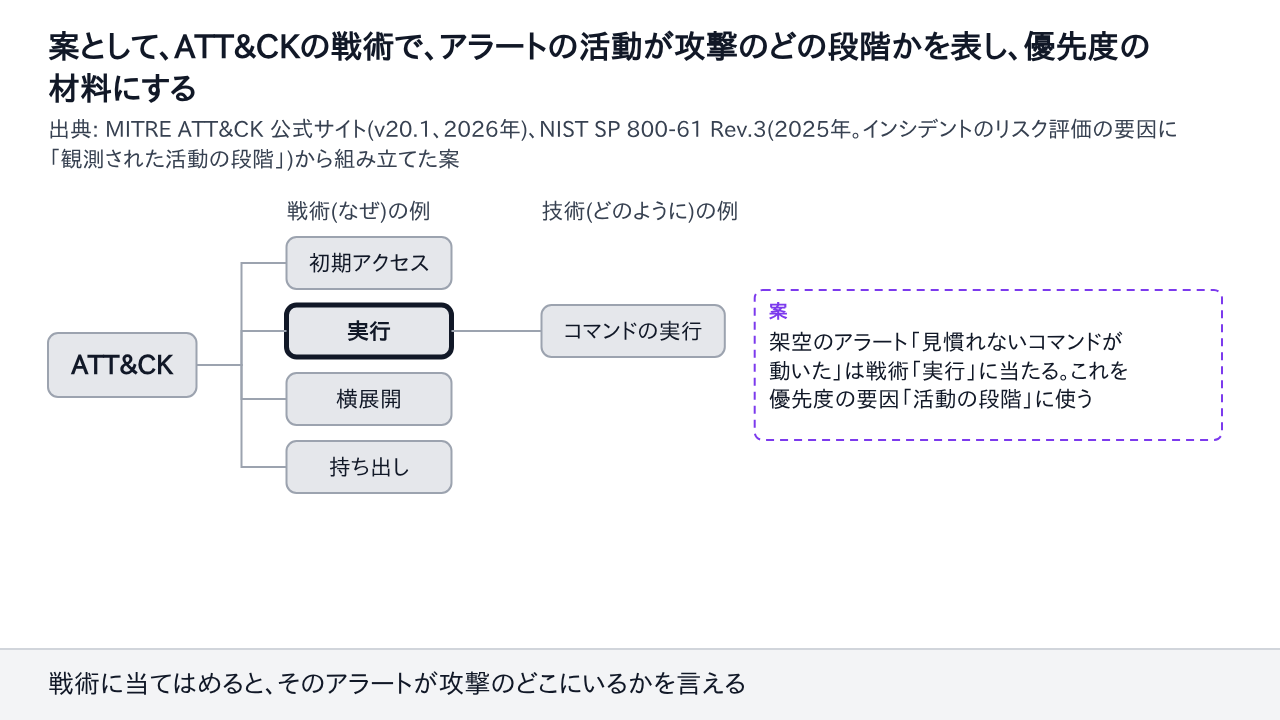 案として、ATT&CKの戦術で、アラートの活動が攻撃のどの段階かを表し、優先度の
材料にする
出典: MITRE ATT&CK 公式サイト(v20.1、2026年)、NIST SP 800-61 Rev.3(2025年。インシデントのリスク評価の要因に
「観測された活動の段階」)から組み立てた案
戦術(なぜ)の例
技術(どのように)の例
ATT&CK
初期アクセス
実行
横展開
持ち出し
コマンドの実行
案
架空のアラート「見慣れないコマンドが
動いた」は戦術「実行」に当たる。これを
優先度の要因「活動の段階」に使う
戦術に当てはめると、そのアラートが攻撃のどこにいるかを言える